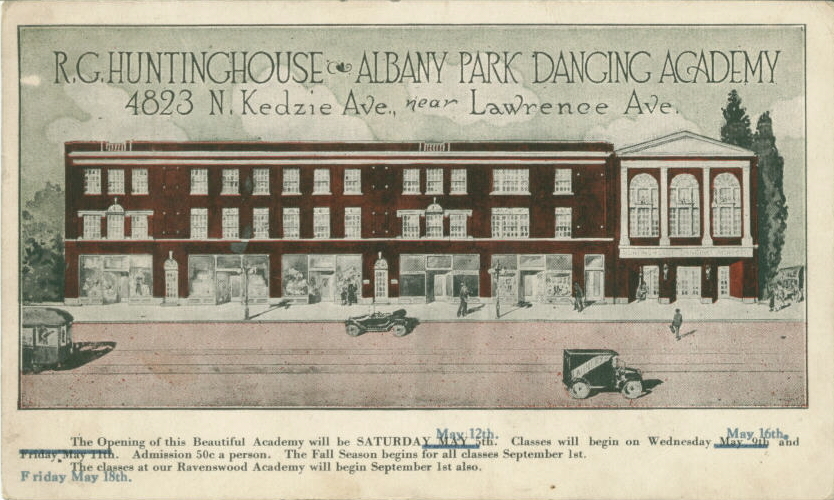 R.G. HUNTINGHOUSE ALBANY PARK DANCING ACADEMY
4823 N. Kedzie Ave., near Lawrence Ave.
HUNTINGHOUSE DANCING ACADEMY
May 12th. May 16th.
The Opening of this Beautiful Academy will be SATURDAY MAY 5th. Classes will begin on Wednesday May 9th and
Friday May 11th. Admission 50c a person. The Fall Season begins for all classes September 1st.
The classes at our Ravenswood Academy will begin September 1st also.
Friday May 18th.